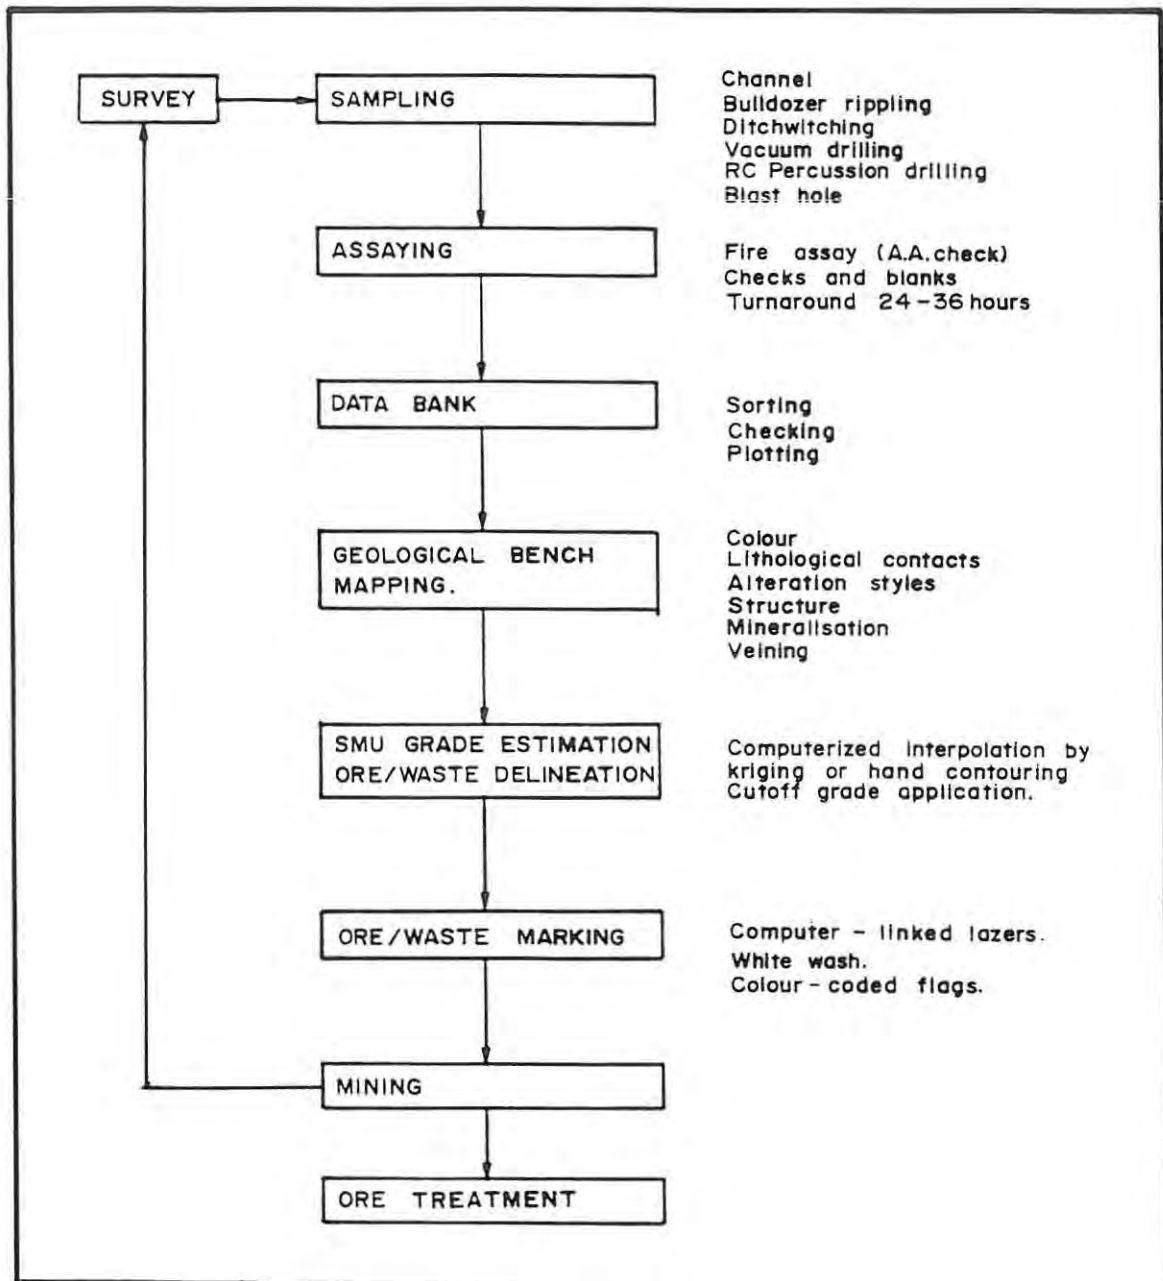 SURVEY
SAMPLING
Channel
Bulldozer rippling
Ditchwitching
Vacuum drilling
RC Percussion drilling
Blast hole
ASSAYING
Fire assay (A.A.check)
Checks and blanks
Turnaround 24-36 hours
DATA BANK
Sorting
Checking
Plotting
GEOLOGICAL BENCH
MAPPING.
Colour
Lithological contacts
Alteration styles
Structure
Mineralisation
Veining
SMU GRADE ESTIMATION
ORE/WASTE DELINEATION
Computerized interpolation by
kriging or hand contouring
Cutoff grade application.
ORE/WASTE MARKING
Computer - linked lazers.
White wash.
Colour - coded flags.
MINING
ORE TREATMENT